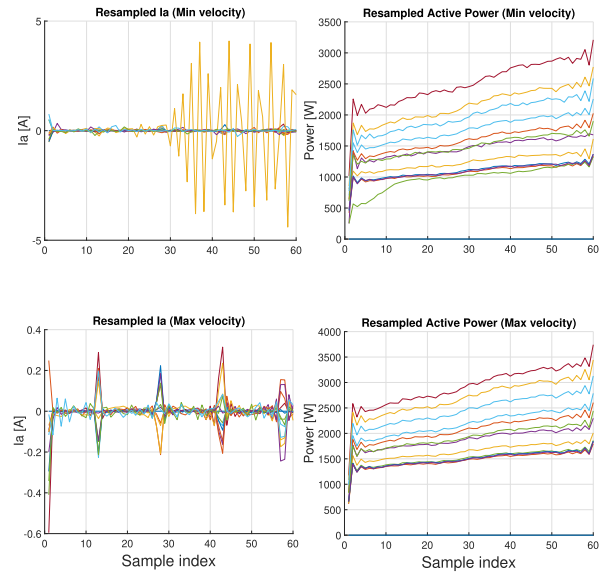 Resampled Ia (Min velocity)
Ia [A]
5
0
-5
0 10 20 30 40 50 60
Resampled Active Power (Min velocity)
Power [W]
3500
3000
2500
2000
1500
1000
500
0
0 10 20 30 40 50 60
Resampled Ia (Max velocity)
Ia [A]
0.4
0.2
0
-0.2
-0.4
-0.6
0 10 20 30 40 50 60
Sample index
Resampled Active Power (Max velocity)
Power [W]
4000
3500
3000
2500
2000
1500
1000
500
0
0 10 20 30 40 50 60
Sample index